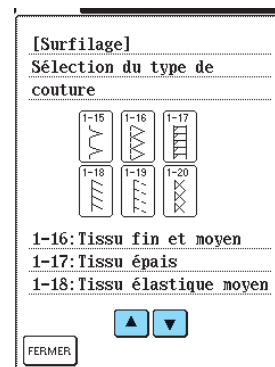 [Surfilage]
Sélection du type de
couture
1-15 1-16 1-17
1-18 1-19 1-20
1-16: Tissu fin et moyen
1-17: Tissu épais
1-18: Tissu élastique moyen
FERMER